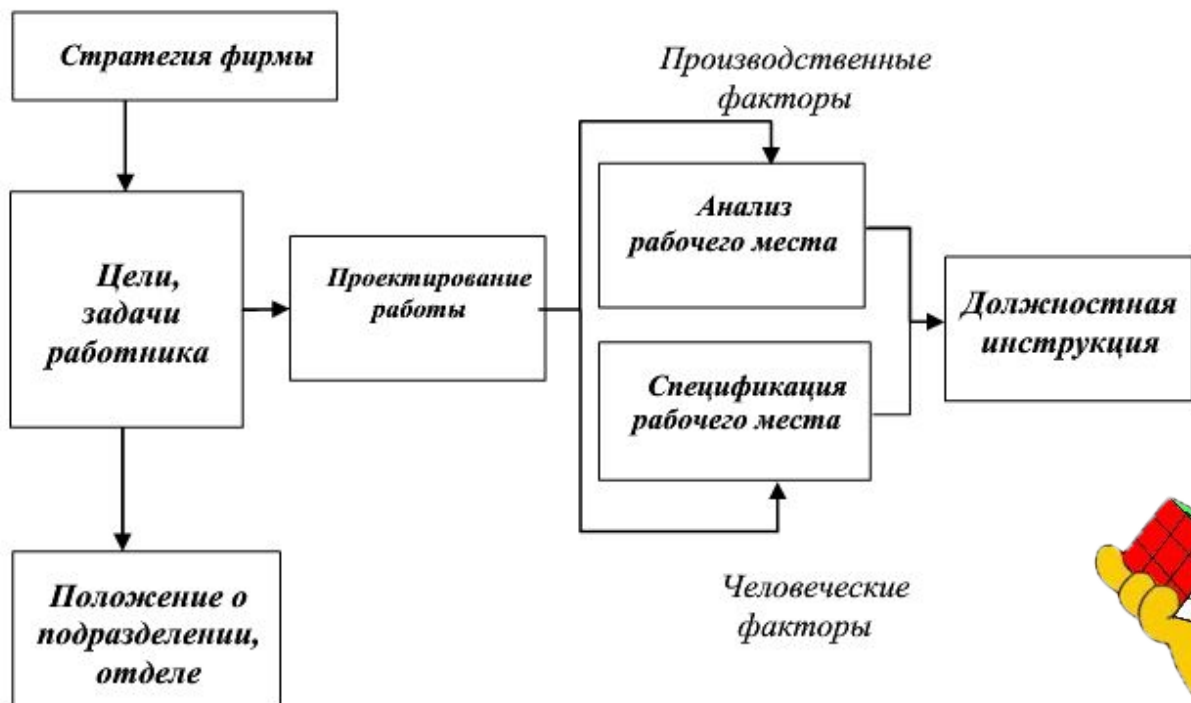 Стратегия фирмы
Производственные
факторы
Анализ
рабочего места
Цели,
задачи
работника
Проектирование
работы
Должностная
инструкция
Спецификация
рабочего места
Положение о
подразделении,
отделе
Человеческие
факторы